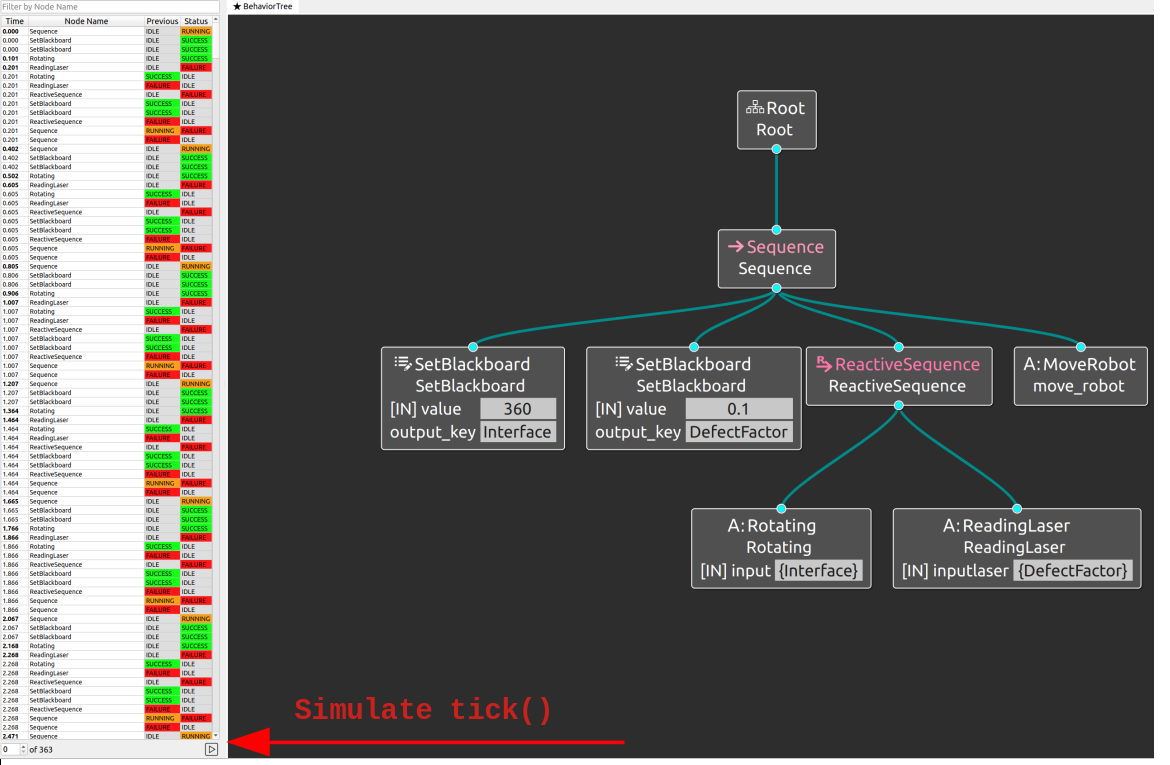 Filter by Node Name
★ BehaviorTree
Time Node Name Previous Status
0.000 Sequence IDLE RUNNING
0.000 SetBlackboard IDLE SUCCESS
0.000 SetBlackboard IDLE SUCCESS
0.101 Rotating IDLE SUCCESS
0.201 ReadingLaser IDLE FAILURE
0.201 Rotating SUCCESS IDLE
0.201 ReadingLaser FAILURE IDLE
0.201 ReactiveSequence IDLE FAILURE
0.201 SetBlackboard SUCCESS IDLE
0.201 SetBlackboard SUCCESS IDLE
0.201 ReactiveSequence FAILURE IDLE
0.201 Sequence RUNNING FAILURE
0.201 Sequence FAILURE IDLE
0.402 Sequence IDLE RUNNING
0.402 SetBlackboard IDLE SUCCESS
0.402 SetBlackboard IDLE SUCCESS
0.502 Rotating IDLE SUCCESS
0.605 ReadingLaser IDLE FAILURE
0.605 Rotating SUCCESS IDLE
0.605 ReadingLaser FAILURE IDLE
0.605 ReactiveSequence IDLE FAILURE
0.605 SetBlackboard SUCCESS IDLE
0.605 SetBlackboard SUCCESS IDLE
0.605 ReactiveSequence FAILURE IDLE
0.605 Sequence RUNNING FAILURE
0.605 Sequence FAILURE IDLE
0.805 Sequence IDLE RUNNING
0.806 SetBlackboard IDLE SUCCESS
0.806 SetBlackboard IDLE SUCCESS
0.906 Rotating IDLE SUCCESS
1.007 ReadingLaser IDLE FAILURE
1.007 Rotating SUCCESS IDLE
1.007 ReadingLaser FAILURE IDLE
1.007 ReactiveSequence IDLE FAILURE
1.007 SetBlackboard SUCCESS IDLE
1.007 SetBlackboard SUCCESS IDLE
1.007 ReactiveSequence FAILURE IDLE
1.007 Sequence RUNNING FAILURE
1.007 Sequence FAILURE IDLE
1.207 Sequence IDLE RUNNING
1.207 SetBlackboard IDLE SUCCESS
1.207 SetBlackboard IDLE SUCCESS
1.364 Rotating IDLE SUCCESS
1.464 ReadingLaser IDLE FAILURE
1.464 Rotating SUCCESS IDLE
1.464 ReadingLaser FAILURE IDLE
1.464 ReactiveSequence IDLE FAILURE
1.464 SetBlackboard SUCCESS IDLE
1.464 SetBlackboard SUCCESS IDLE
1.464 ReactiveSequence FAILURE IDLE
1.464 Sequence RUNNING FAILURE
1.464 Sequence FAILURE IDLE
1.665 Sequence IDLE RUNNING
1.665 SetBlackboard IDLE SUCCESS
1.665 SetBlackboard IDLE SUCCESS
1.766 Rotating IDLE SUCCESS
1.866 ReadingLaser IDLE FAILURE
1.866 Rotating SUCCESS IDLE
1.866 ReadingLaser FAILURE IDLE
1.866 ReactiveSequence IDLE FAILURE
1.866 SetBlackboard SUCCESS IDLE
1.866 SetBlackboard SUCCESS IDLE
1.866 ReactiveSequence FAILURE IDLE
1.866 Sequence RUNNING FAILURE
1.866 Sequence FAILURE IDLE
2.067 Sequence IDLE RUNNING
2.067 SetBlackboard IDLE SUCCESS
2.067 SetBlackboard IDLE SUCCESS
2.168 Rotating IDLE SUCCESS
2.268 ReadingLaser IDLE FAILURE
2.268 Rotating SUCCESS IDLE
2.268 ReadingLaser FAILURE IDLE
2.268 ReactiveSequence IDLE FAILURE
2.268 SetBlackboard SUCCESS IDLE
2.268 SetBlackboard SUCCESS IDLE
2.268 ReactiveSequence FAILURE IDLE
2.268 Sequence RUNNING FAILURE
2.268 Sequence FAILURE IDLE
2.471 Sequence IDLE RUNNING
0 of 363
Root
Root
Sequence
Sequence
SetBlackboard
SetBlackboard
[IN] value 360
output_key Interface
SetBlackboard
SetBlackboard
[IN] value 0.1
output_key DefectFactor
ReactiveSequence
ReactiveSequence
A:MoveRobot
move_robot
A:Rotating
Rotating
[IN] input {Interface}
A:ReadingLaser
ReadingLaser
[IN] inputlaser {DefectFactor}
Simulate tick()